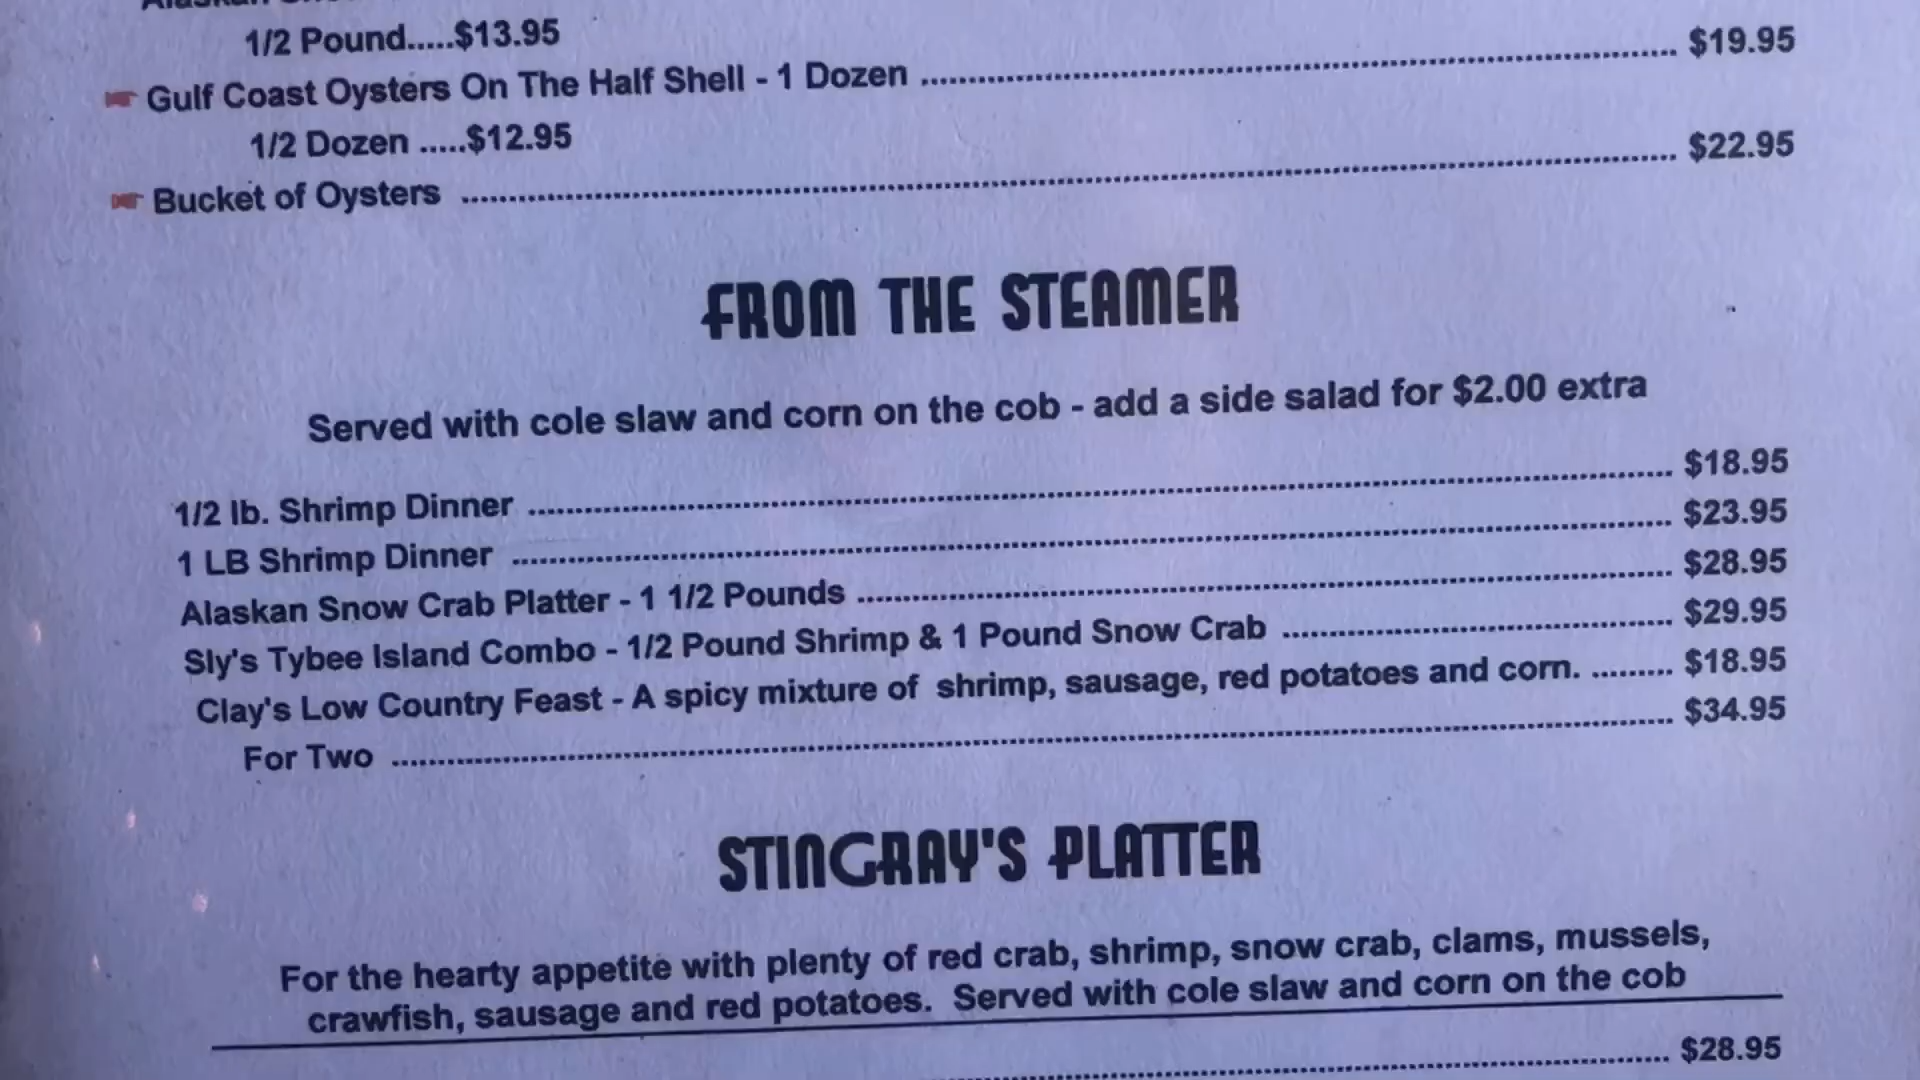 1/2 Pound.....$13.95
Gulf Coast Oysters On The Half Shell - 1 Dozen ........ $19.95
1/2 Dozen .....$12.95
Bucket of Oysters ........ $22.95
FROM THE STEAMER
Served with cole slaw and corn on the cob - add a side salad for $2.00 extra
1/2 lb. Shrimp Dinner ........ $18.95
1 LB Shrimp Dinner ........ $23.95
Alaskan Snow Crab Platter - 1 1/2 Pounds ........ $28.95
Sly's Tybee Island Combo - 1/2 Pound Shrimp & 1 Pound Snow Crab ........ $29.95
Clay's Low Country Feast - A spicy mixture of shrimp, sausage, red potatoes and corn. ......... $18.95
For Two ........ $34.95
STINGRAY'S PLATTER
For the hearty appetite with plenty of red crab, shrimp, snow crab, clams, mussels,
crawfish, sausage and red potatoes. Served with cole slaw and corn on the cob
........ $28.95